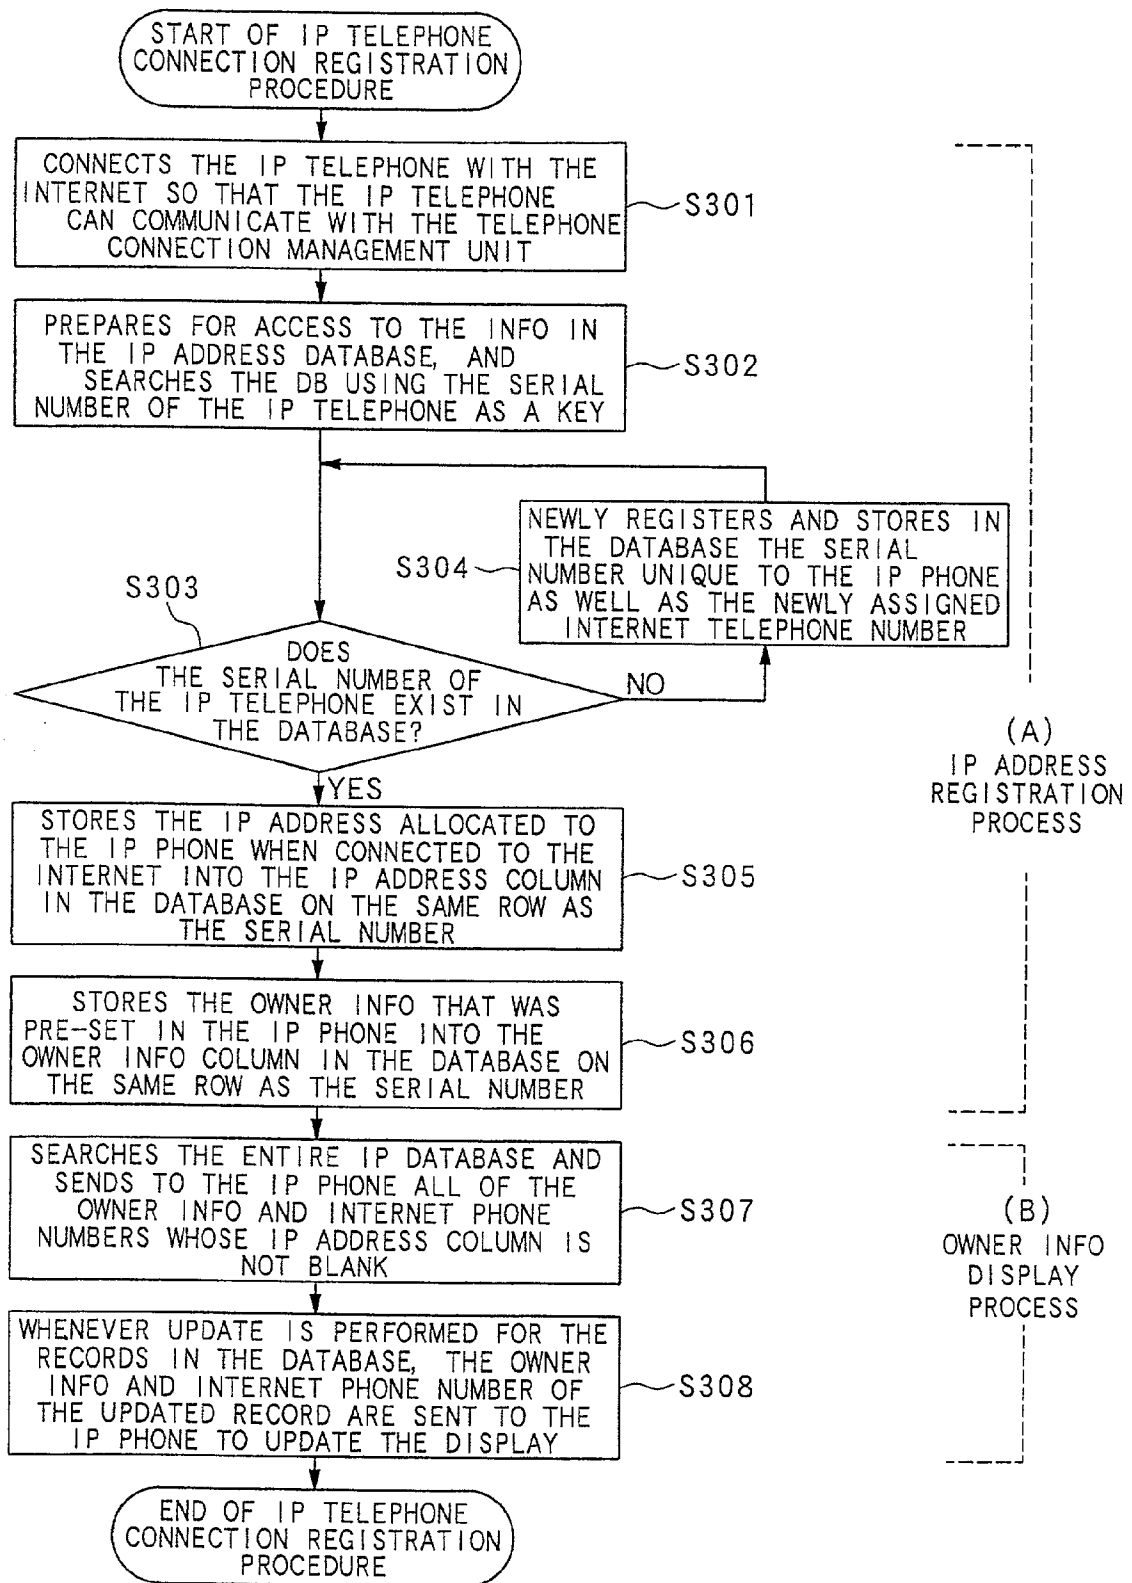 START OF IP TELEPHONE
CONNECTION REGISTRATION
PROCEDURE
CONNECTS THE IP TELEPHONE WITH THE
INTERNET SO THAT THE IP TELEPHONE
CAN COMMUNICATE WITH THE TELEPHONE
CONNECTION MANAGEMENT UNIT
S301
PREPARES FOR ACCESS TO THE INFO IN
THE IP ADDRESS DATABASE, AND
SEARCHES THE DB USING THE SERIAL
NUMBER OF THE IP TELEPHONE AS A KEY
S302
NEWLY REGISTERS AND STORES IN
THE DATABASE THE SERIAL
NUMBER UNIQUE TO THE IP PHONE
AS WELL AS THE NEWLY ASSIGNED
INTERNET TELEPHONE NUMBER
S304
S303
DOES
THE SERIAL NUMBER OF
THE IP TELEPHONE EXIST IN
THE DATABASE?
NO
YES
(A)
IP ADDRESS
REGISTRATION
PROCESS
STORES THE IP ADDRESS ALLOCATED TO
THE IP PHONE WHEN CONNECTED TO THE
INTERNET INTO THE IP ADDRESS COLUMN
IN THE DATABASE ON THE SAME ROW AS
THE SERIAL NUMBER
S305
STORES THE OWNER INFO THAT WAS
PRE-SET IN THE IP PHONE INTO THE
OWNER INFO COLUMN IN THE DATABASE ON
THE SAME ROW AS THE SERIAL NUMBER
S306
SEARCHES THE ENTIRE IP DATABASE AND
SENDS TO THE IP PHONE ALL OF THE
OWNER INFO AND INTERNET PHONE
NUMBERS WHOSE IP ADDRESS COLUMN IS
NOT BLANK
S307
(B)
OWNER INFO
DISPLAY
PROCESS
WHENEVER UPDATE IS PERFORMED FOR THE
RECORDS IN THE DATABASE, THE OWNER
INFO AND INTERNET PHONE NUMBER OF
THE UPDATED RECORD ARE SENT TO THE
IP PHONE TO UPDATE THE DISPLAY
S308
END OF IP TELEPHONE
CONNECTION REGISTRATION
PROCEDURE